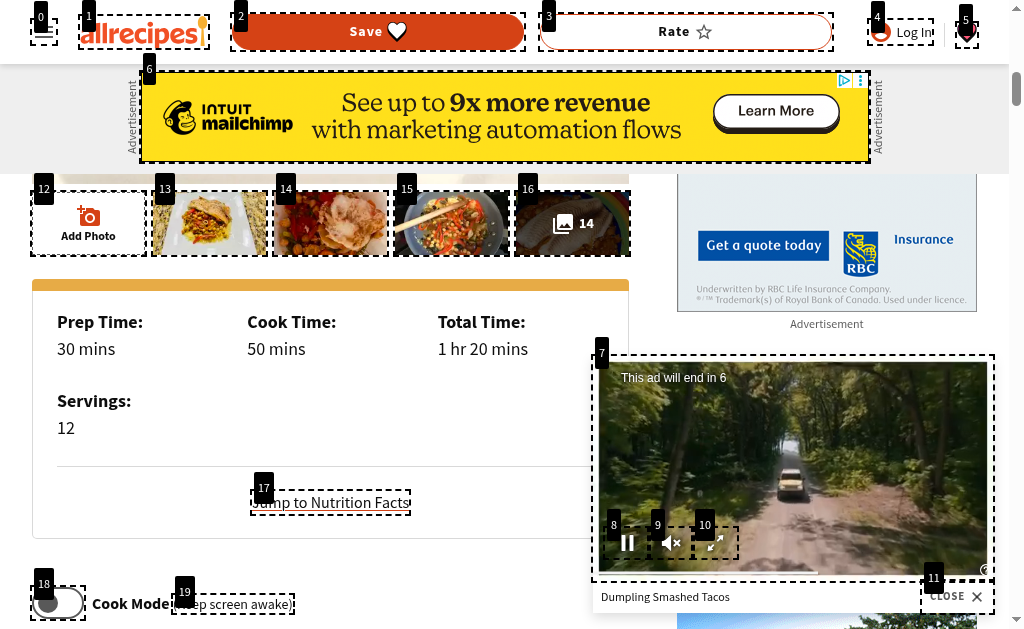 0
1
2
3
4
5
allrecipes
Save
Rate
Log In
6
Advertisement
INTUIT
mailchimp
See up to 9x more revenue
with marketing automation flows
Learn More
Advertisement
12
13
14
15
16
Add Photo
14
Get a quote today
RBC
Insurance
Underwritten by RBC Life Insurance Company.
® / ™ Trademark(s) of Royal Bank of Canada. Used under licence.
Advertisement
Prep Time:
30 mins
Cook Time:
50 mins
Total Time:
1 hr 20 mins
Servings:
12
17
Jump to Nutrition Facts
7
This ad will end in 6
8
9
10
11
Dumpling Smashed Tacos
CLOSE
18
19
Cook Mode
(Keep screen awake)